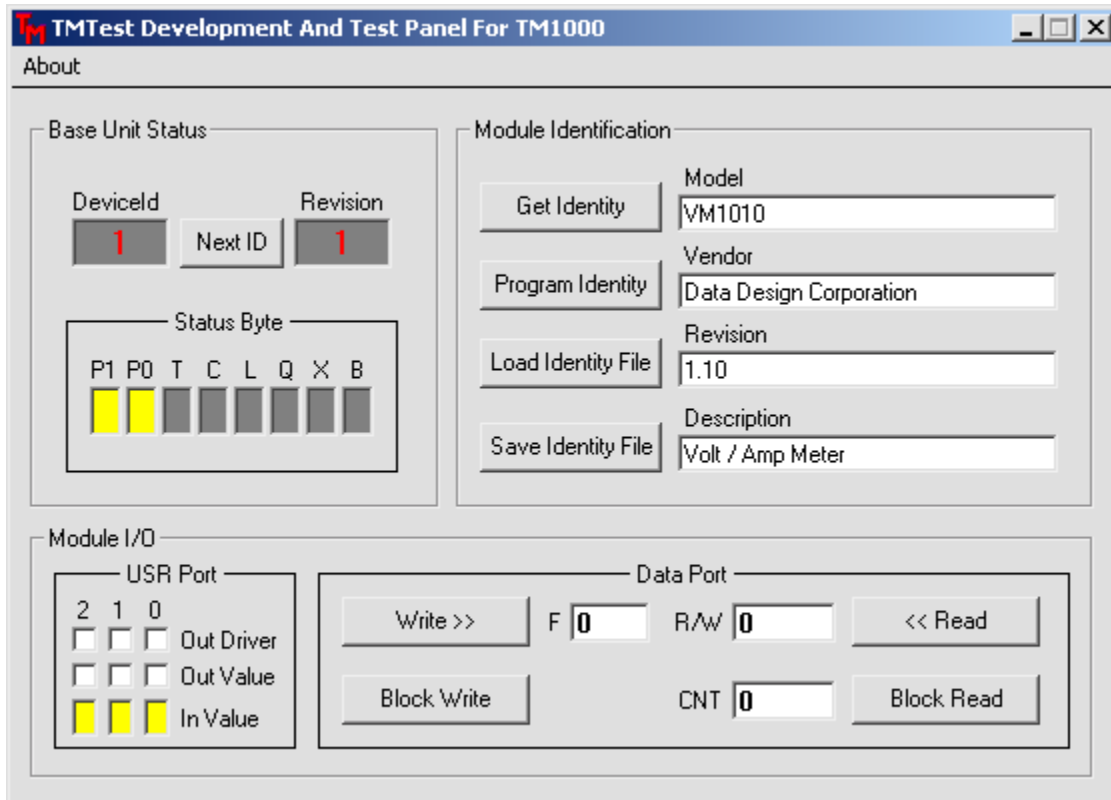 TM TMTest Development And Test Panel For TM1000
About
Base Unit Status
DeviceId Revision
1 Next ID 1
Status Byte
P1 P0 T C L Q X B
Module Identification
Model
Get Identity VM1010
Vendor
Program Identity Data Design Corporation
Revision
Load Identity File 1.10
Description
Save Identity File Volt / Amp Meter
Module I/O
USR Port
2 1 0
Out Driver
Out Value
In Value
Data Port
Write >> F 0 R/W 0 << Read
Block Write CNT 0 Block Read